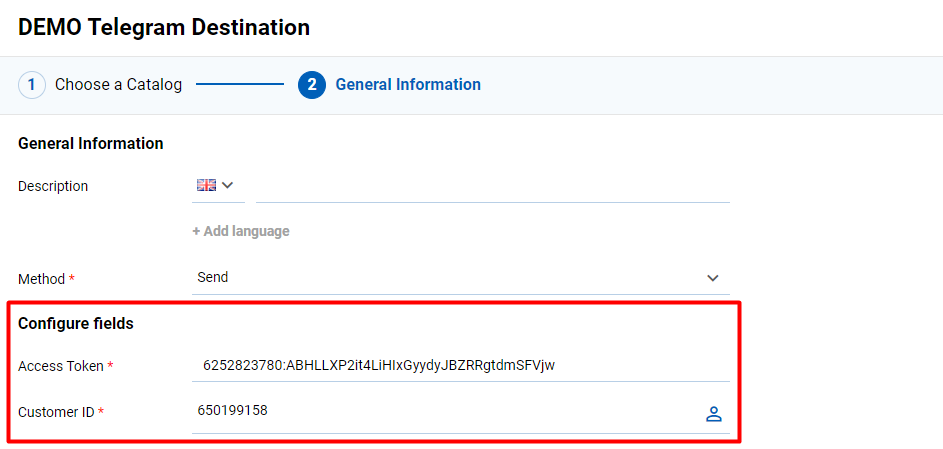 DEMO Telegram Destination
1 Choose a Catalog 2 General Information
General Information
Description
+ Add language
Method * Send
Configure fields
Access Token * 6252823780:ABHLLXP2it4LiHIxGyydyJBZRRgtdmSFVjw
Customer ID * 650199158